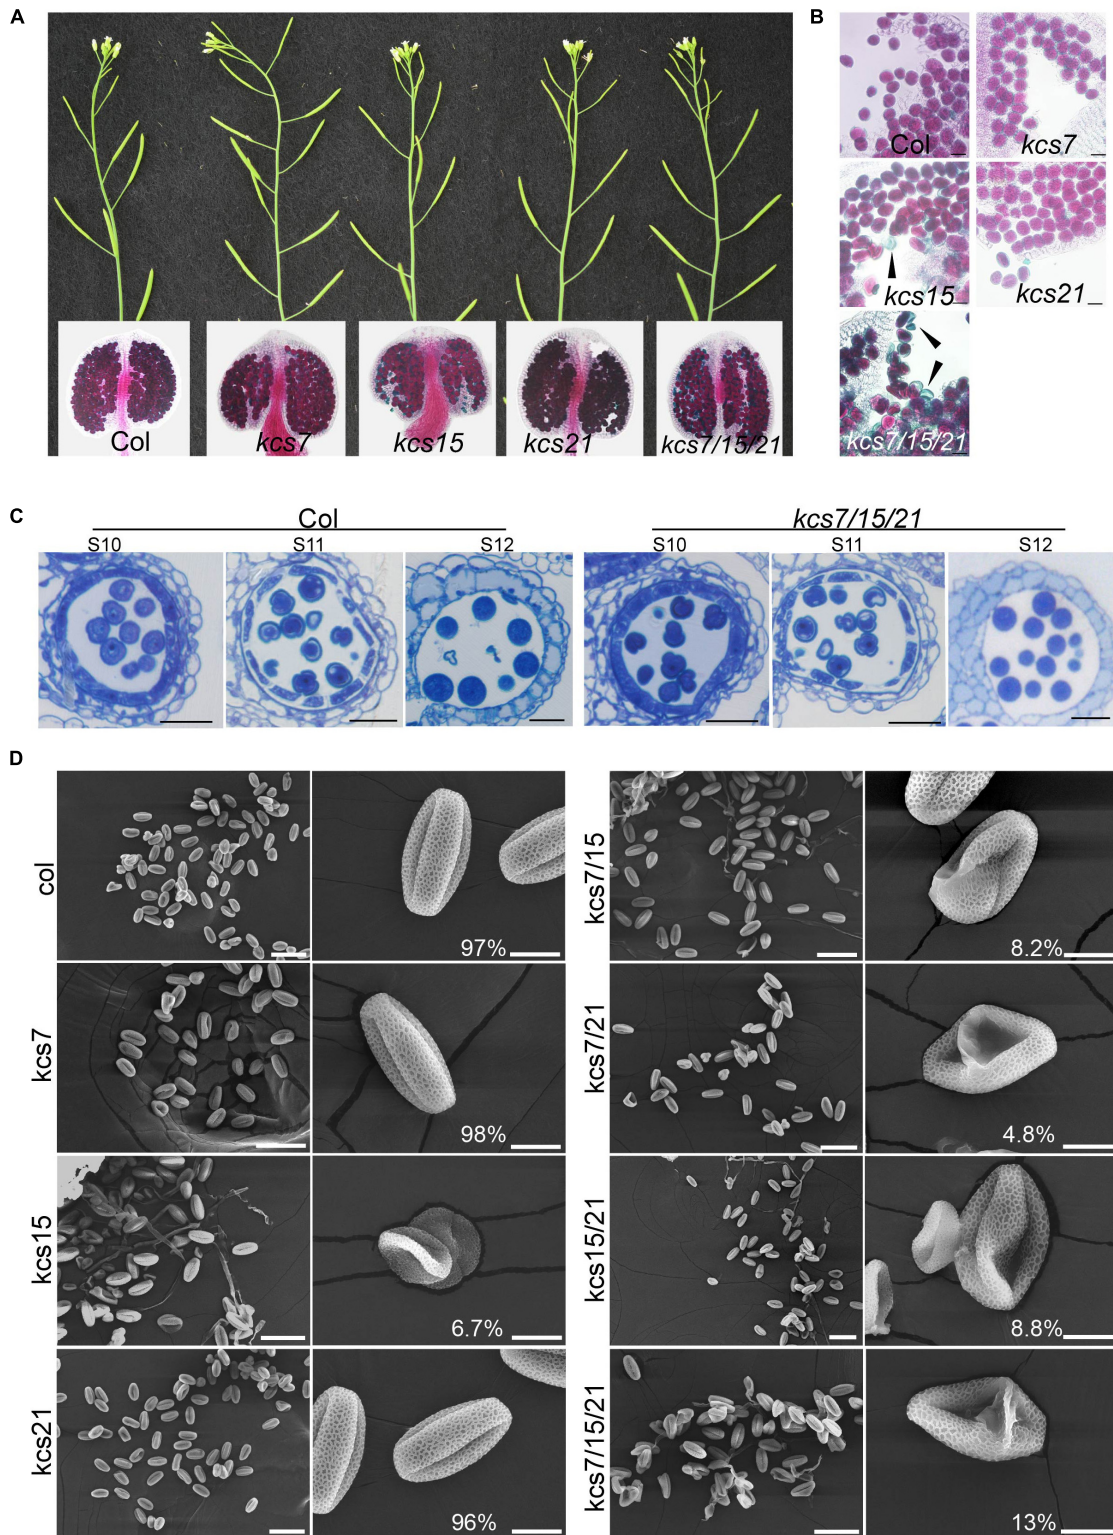 A
Col
kcs7
kcs15
kcs21
kcs7/15/21
B
Col
kcs7
kcs15
kcs21
kcs7/15/21
C
Col
S10
S11
S12
kcs7/15/21
S10
S11
S12
D
col
97%
kcs7
98%
kcs15
6.7%
kcs21
96%
kcs7/15
8.2%
kcs7/21
4.8%
kcs15/21
8.8%
kcs7/15/21
13%